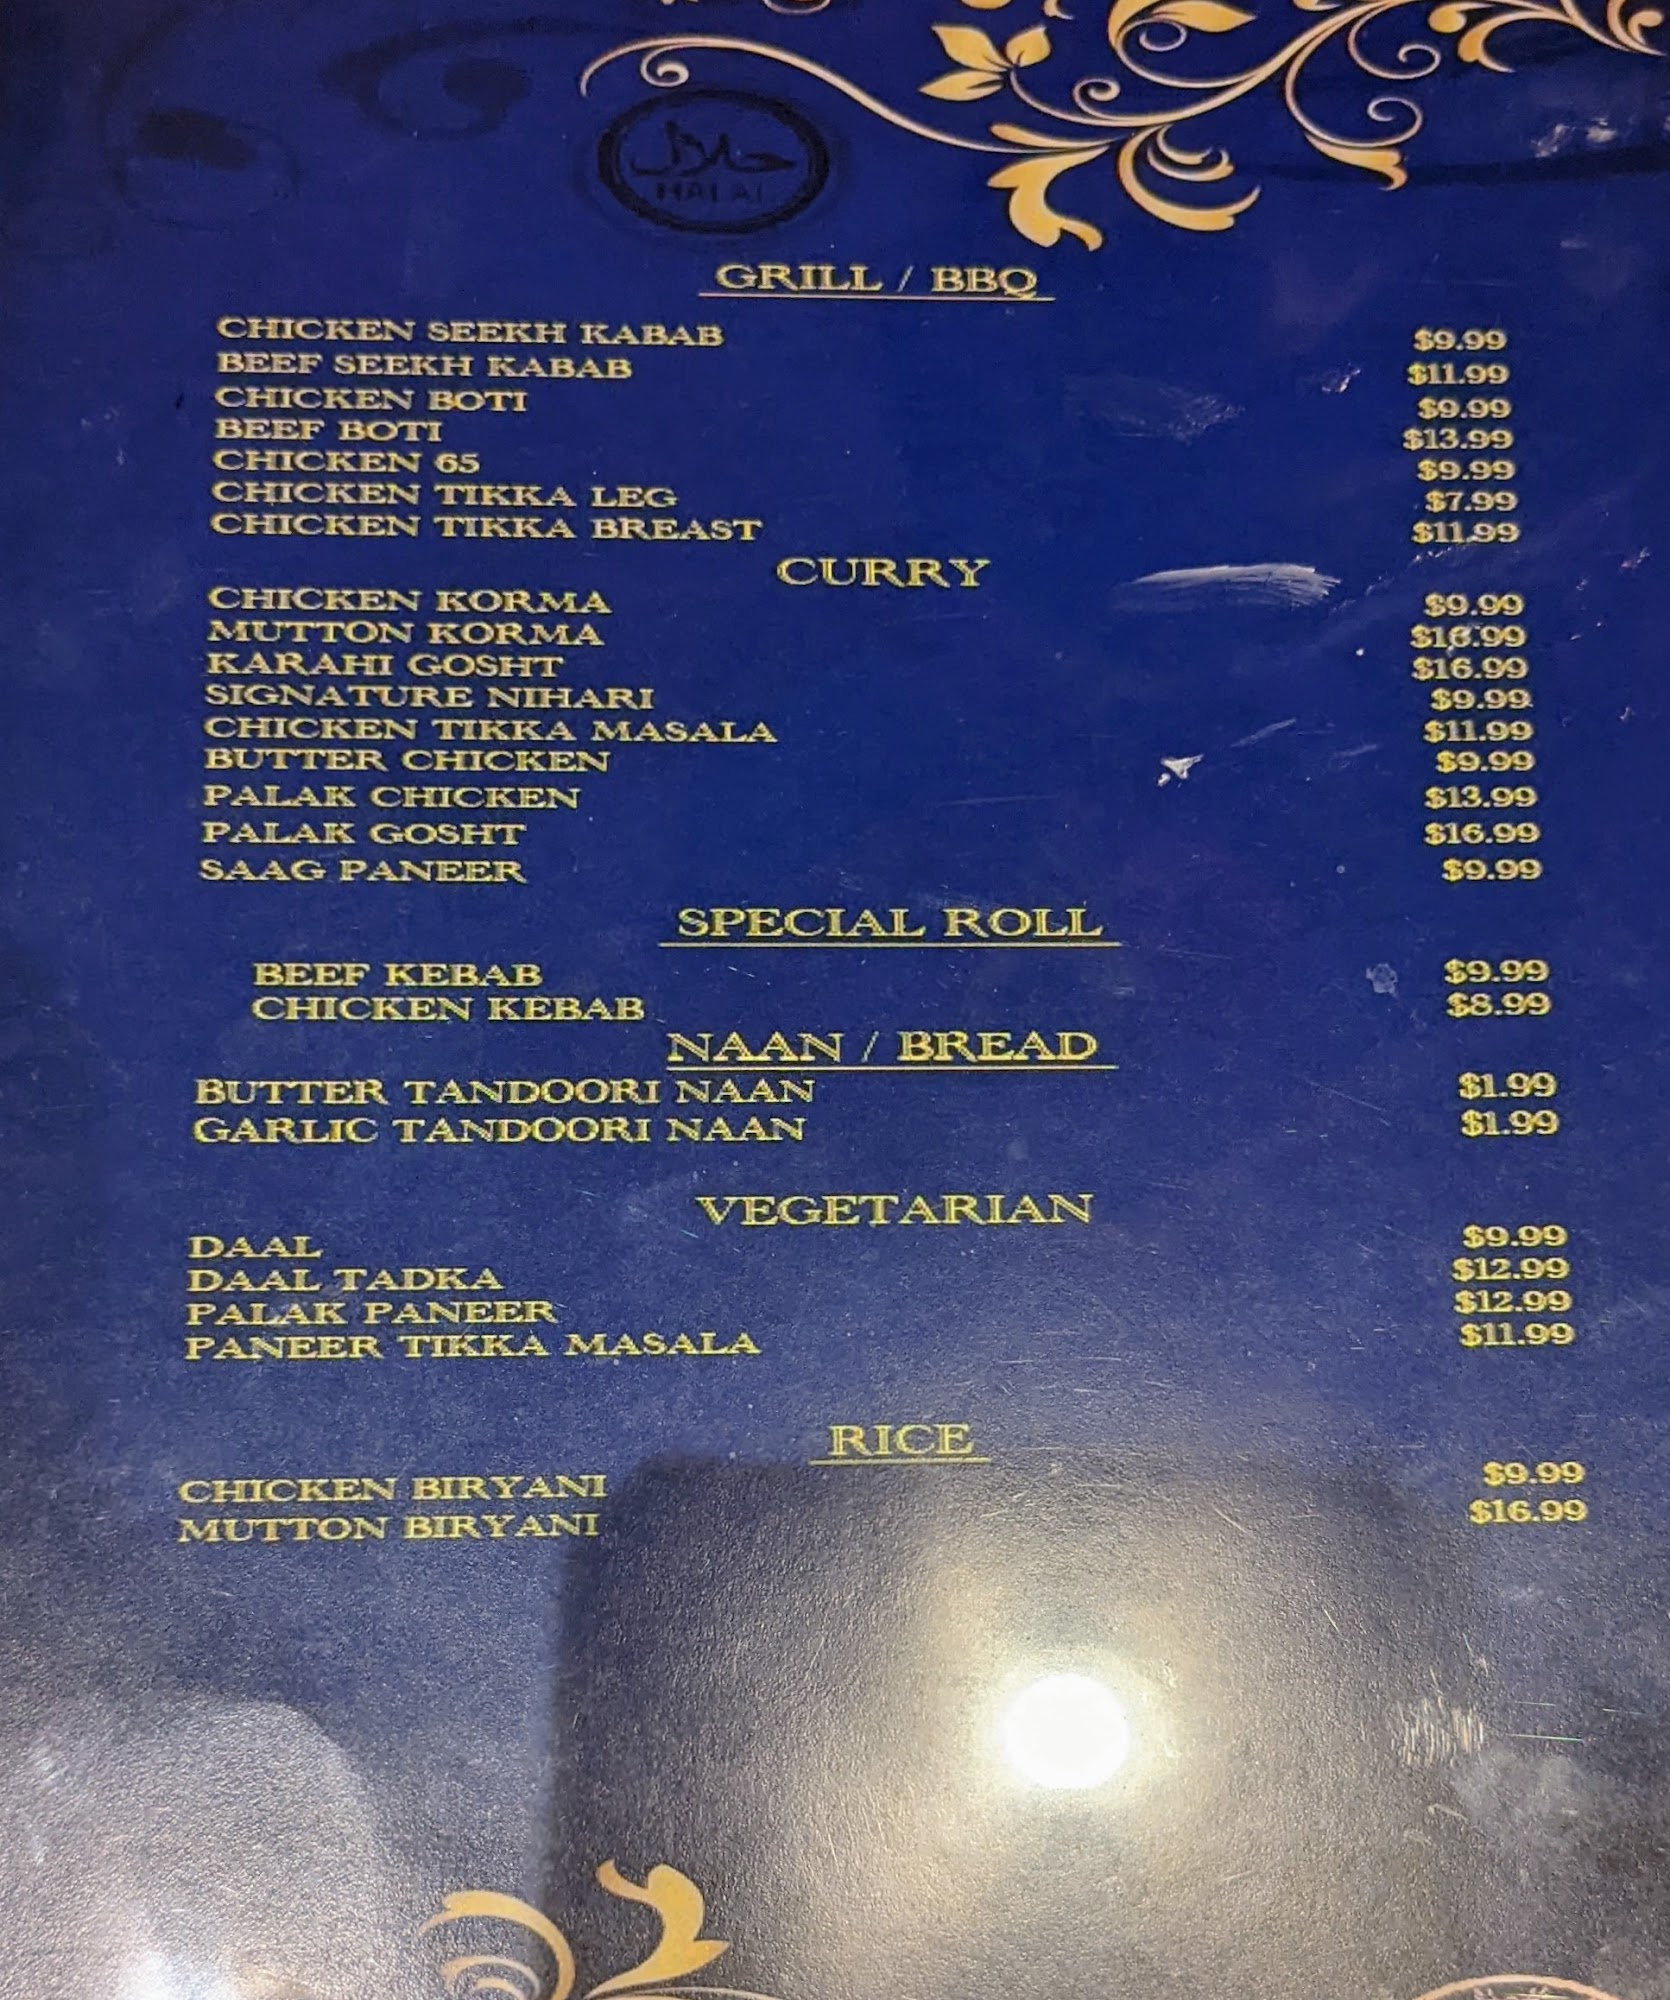 حلال
HALAL
GRILL / BBQ
CHICKEN SEEKH KABAB $9.99
BEEF SEEKH KABAB $11.99
CHICKEN BOTI $9.99
BEEF BOTI $13.99
CHICKEN 65 $9.99
CHICKEN TIKKA LEG $7.99
CHICKEN TIKKA BREAST $11.99
CURRY
CHICKEN KORMA $9.99
MUTTON KORMA $16.99
KARAHI GOSHT $16.99
SIGNATURE NIHARI $9.99
CHICKEN TIKKA MASALA $11.99
BUTTER CHICKEN $9.99
PALAK CHICKEN $13.99
PALAK GOSHT $16.99
SAAG PANEER $9.99
SPECIAL ROLL
BEEF KEBAB $9.99
CHICKEN KEBAB $8.99
NAAN / BREAD
BUTTER TANDOORI NAAN $1.99
GARLIC TANDOORI NAAN $1.99
VEGETARIAN
DAAL $9.99
DAAL TADKA $12.99
PALAK PANEER $12.99
PANEER TIKKA MASALA $11.99
RICE
CHICKEN BIRYANI $9.99
MUTTON BIRYANI $16.99